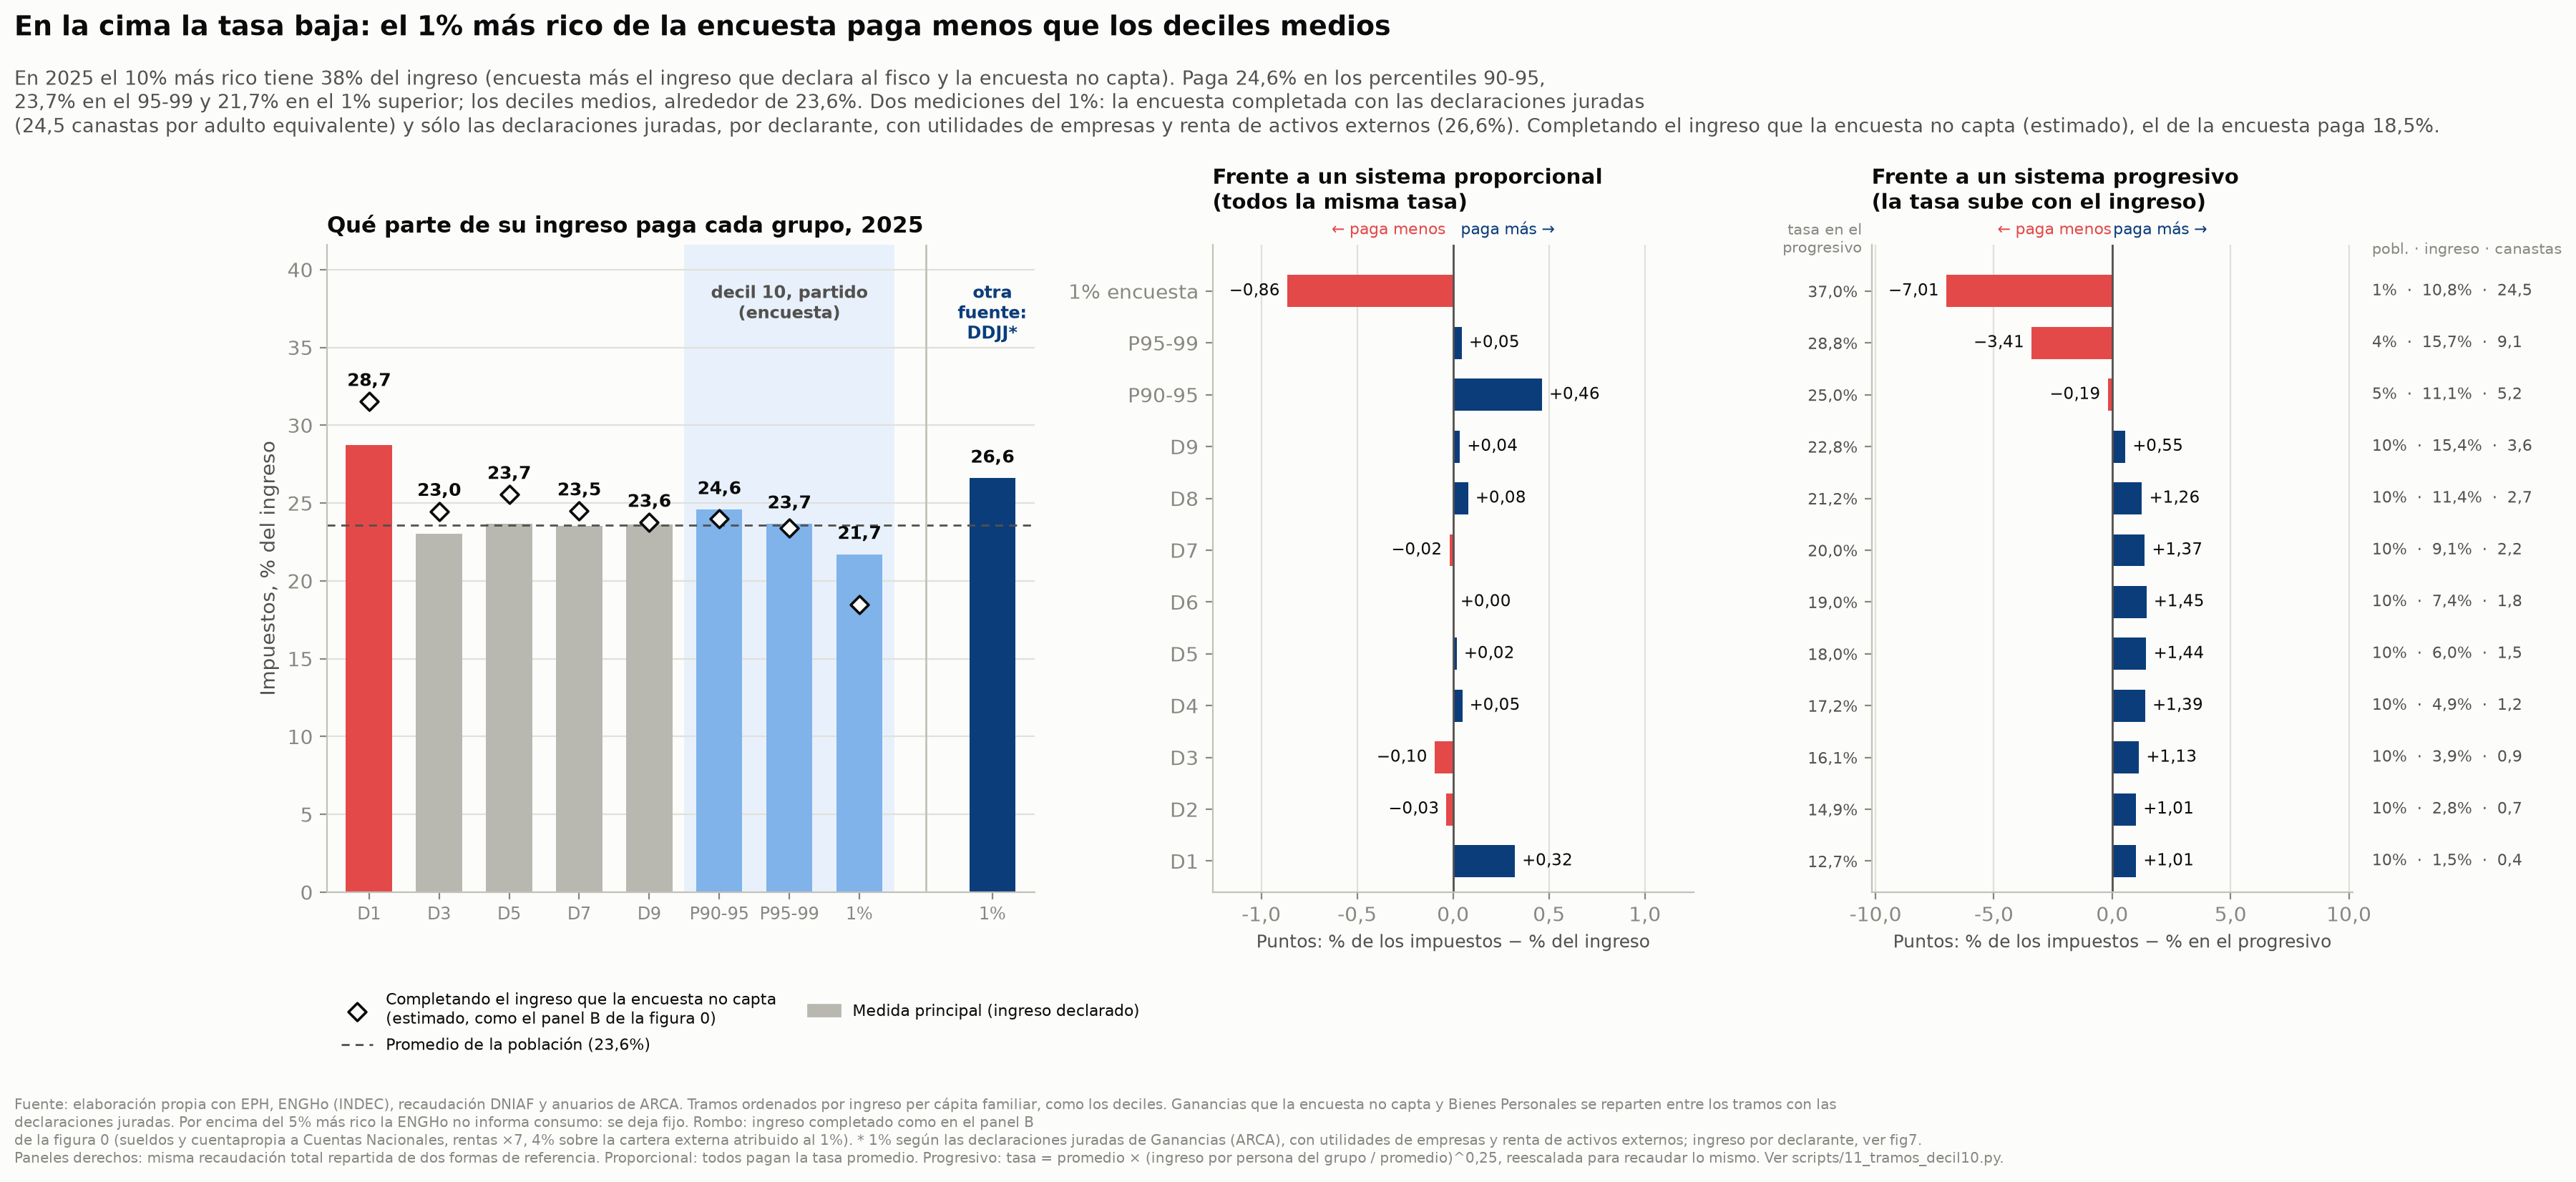 En la cima la tasa baja: el 1% más rico de la encuesta paga menos que los deciles medios
En 2025 el 10% más rico tiene 38% del ingreso (encuesta más el ingreso que declara al fisco y la encuesta no capta). Paga 24,6% en los percentiles 90-95,
23,7% en el 95-99 y 21,7% en el 1% superior; los deciles medios, alrededor de 23,6%. Dos mediciones del 1%: la encuesta completada con las declaraciones juradas
(24,5 canastas por adulto equivalente) y sólo las declaraciones juradas, por declarante, con utilidades de empresas y renta de activos externos (26,6%). Completando el ingreso que la encuesta no capta (estimado), el de la encuesta paga 18,5%.
Qué parte de su ingreso paga cada grupo, 2025
Impuestos, % del ingreso
40
35
30
25
20
15
10
5
0
decil 10, partido
(encuesta)
otra
fuente:
DDJJ*
28,7
23,0
23,7
23,5
23,6
24,6
23,7
21,7
26,6
D1
D3
D5
D7
D9
P90-95
P95-99
1%
1%
Completando el ingreso que la encuesta no capta
(estimado, como el panel B de la figura 0)
Promedio de la población (23,6%)
Medida principal (ingreso declarado)
Frente a un sistema proporcional
(todos la misma tasa)
← paga menos paga más →
1% encuesta −0,86
P95-99 +0,05
P90-95 +0,46
D9 +0,04
D8 +0,08
D7 −0,02
D6 +0,00
D5 +0,02
D4 +0,05
D3 −0,10
D2 −0,03
D1 +0,32
-1,0 -0,5 0,0 0,5 1,0
Puntos: % de los impuestos − % del ingreso
Frente a un sistema progresivo
(la tasa sube con el ingreso)
tasa en el
progresivo
← paga menos paga más →
pobl. · ingreso · canastas
37,0% −7,01 1% · 10,8% · 24,5
28,8% −3,41 4% · 15,7% · 9,1
25,0% −0,19 5% · 11,1% · 5,2
22,8% +0,55 10% · 15,4% · 3,6
21,2% +1,26 10% · 11,4% · 2,7
20,0% +1,37 10% · 9,1% · 2,2
19,0% +1,45 10% · 7,4% · 1,8
18,0% +1,44 10% · 6,0% · 1,5
17,2% +1,39 10% · 4,9% · 1,2
16,1% +1,13 10% · 3,9% · 0,9
14,9% +1,01 10% · 2,8% · 0,7
12,7% +1,01 10% · 1,5% · 0,4
-10,0 -5,0 0,0 5,0 10,0
Puntos: % de los impuestos − % en el progresivo
Fuente: elaboración propia con EPH, ENGHo (INDEC), recaudación DNIAF y anuarios de ARCA. Tramos ordenados por ingreso per cápita familiar, como los deciles. Ganancias que la encuesta no capta y Bienes Personales se reparten entre los tramos con las
declaraciones juradas. Por encima del 5% más rico la ENGHo no informa consumo: se deja fijo. Rombo: ingreso completado como en el panel B
de la figura 0 (sueldos y cuentapropia a Cuentas Nacionales, rentas ×7, 4% sobre la cartera externa atribuido al 1%). * 1% según las declaraciones juradas de Ganancias (ARCA), con utilidades de empresas y renta de activos externos; ingreso por declarante, ver fig7.
Paneles derechos: misma recaudación total repartida de dos formas de referencia. Proporcional: todos pagan la tasa promedio. Progresivo: tasa = promedio × (ingreso por persona del grupo / promedio)^0,25, reescalada para recaudar lo mismo. Ver scripts/11_tramos_decil10.py.